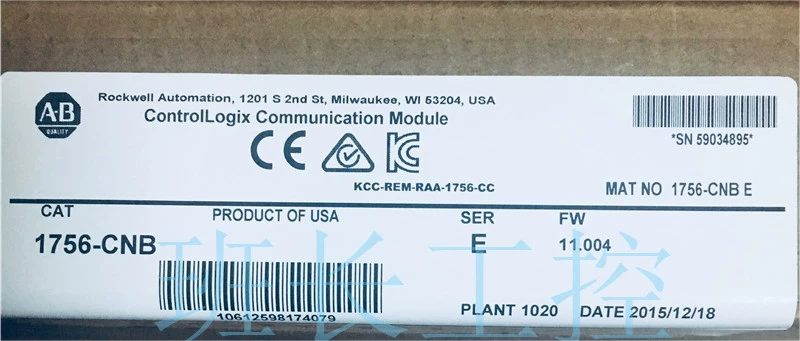 A-B
QUALITY
Rockwell Automation, 1201 S 2nd St, Milwaukee, WI 53204, USA
ControlLogix Communication Module
*SN 59034895*
CE
KCC-REM-RAA-1756-CC
MAT NO 1756-CNB E
CAT
PRODUCT OF USA
SER
FW
1756-CNB
E
11.004
10612598174079
PLANT 1020 DATE 2015/12/18
班长工控